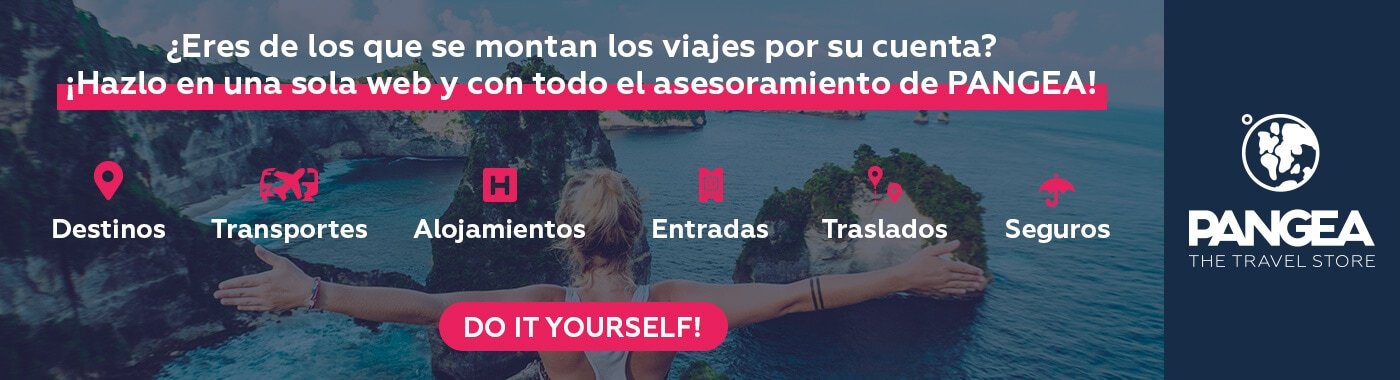 ¿Eres de los que se montan los viajes por su cuenta?
¡Hazlo en una sola web y con todo el asesoramiento de PANGEA!
H
Destinos
Transportes
Alojamientos
Entradas
Traslados
Seguros
DO IT YOURSELF!
PANGEA
THE TRAVEL STORE